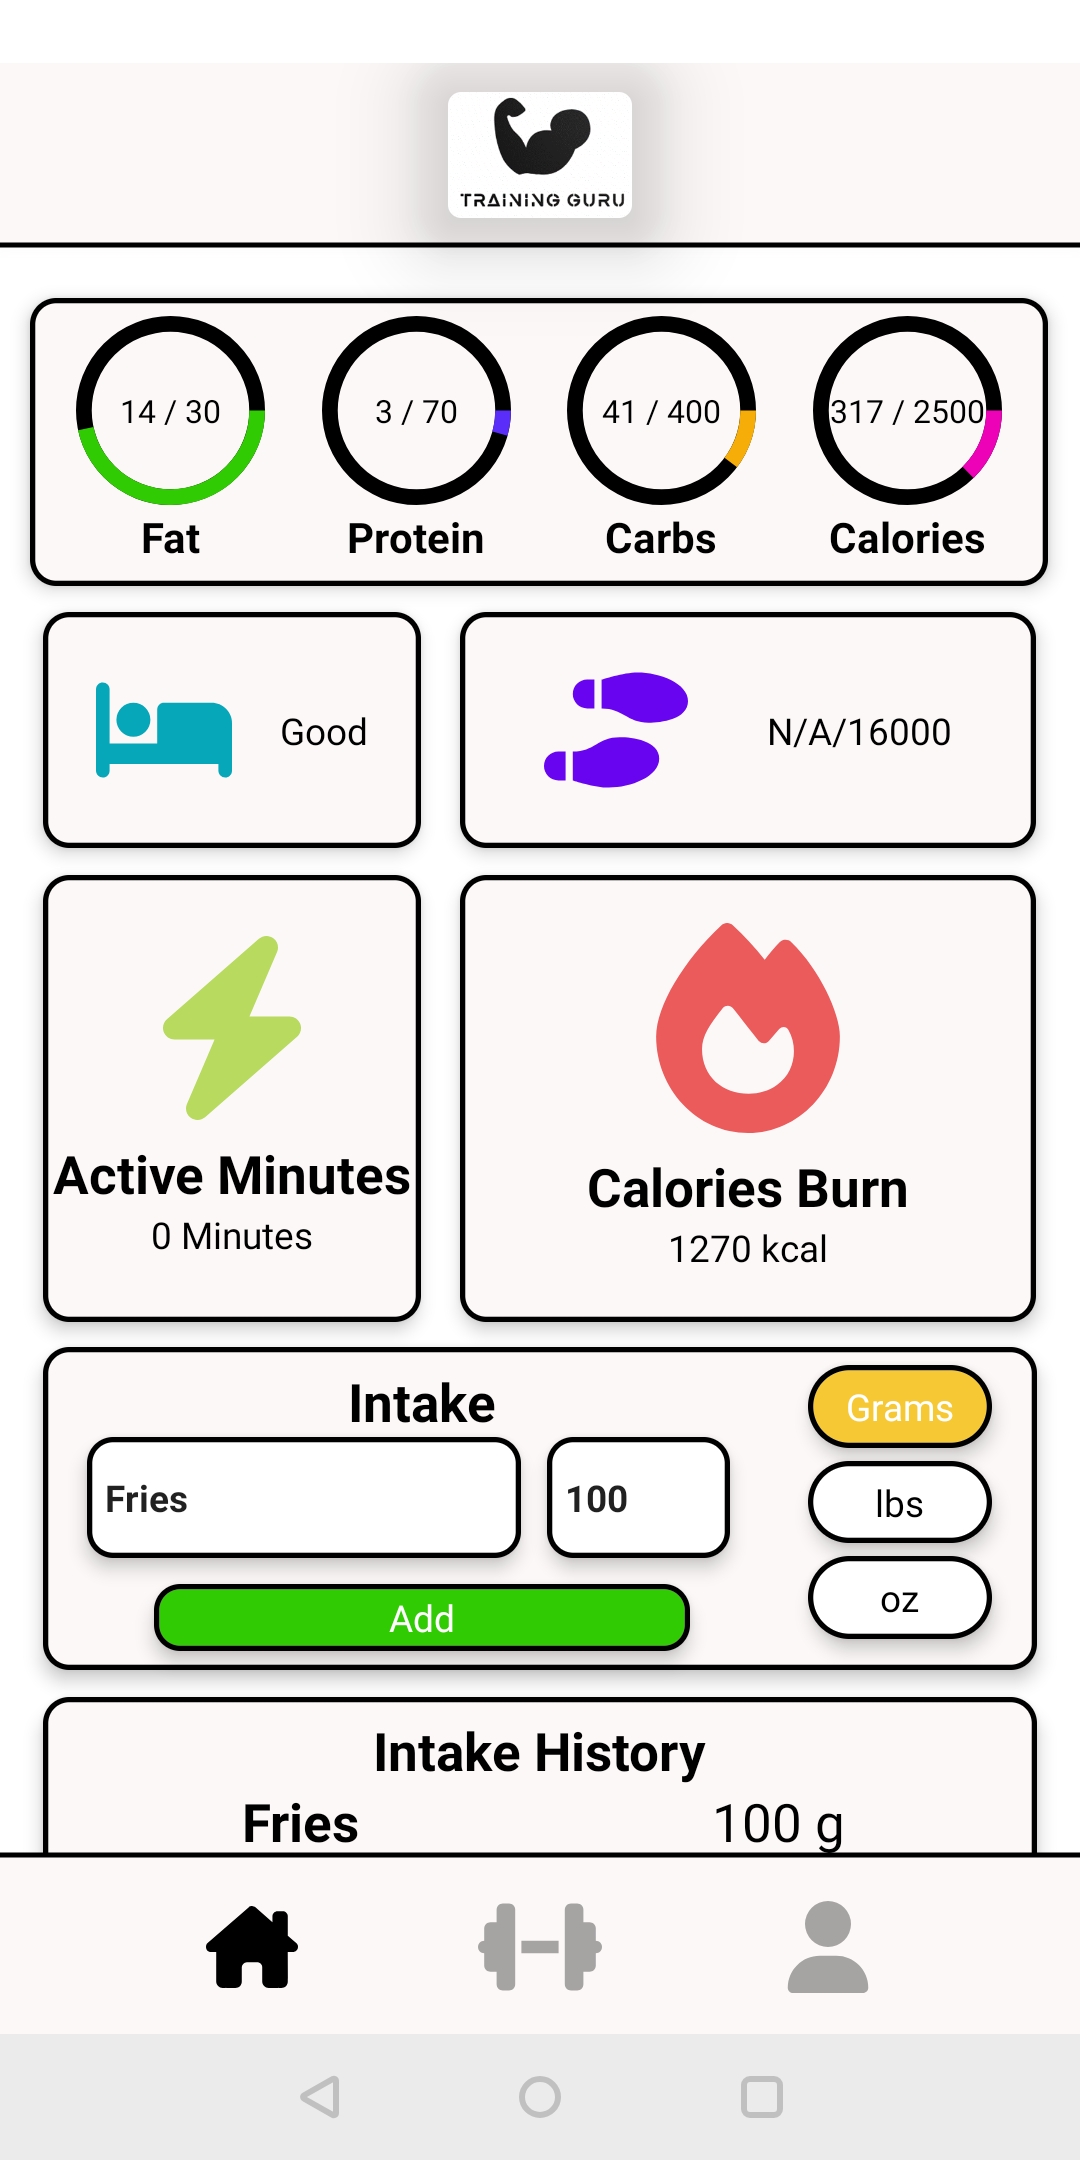 TRAINING GURU
14 / 30
3 / 70
41 / 400
317 / 2500
Fat
Protein
Carbs
Calories
Good
N/A/16000
Active Minutes
0 Minutes
Calories Burn
1270 kcal
Intake
Grams
Fries
100
lbs
oz
Add
Intake History
Fries
100 g